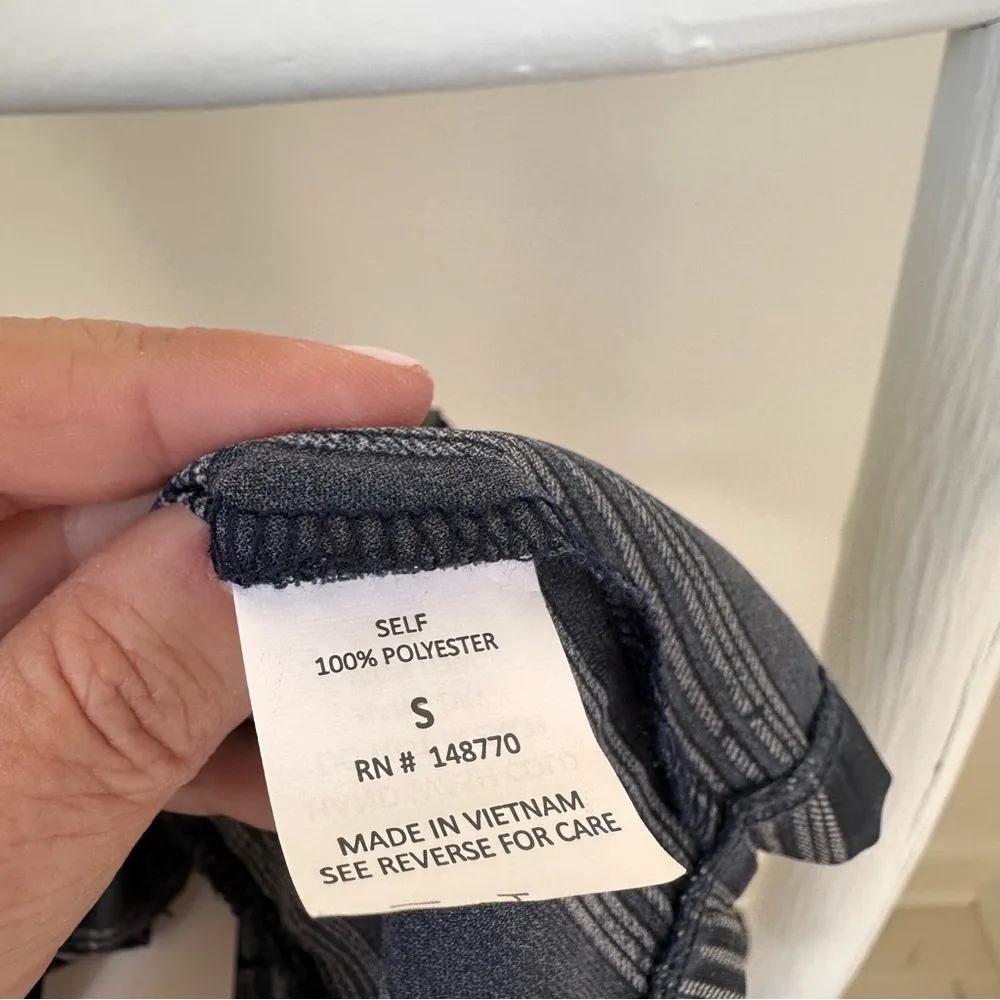 SELF
100% POLYESTER
S
RN # 148770
MADE IN VIETNAM
SEE REVERSE FOR CARE